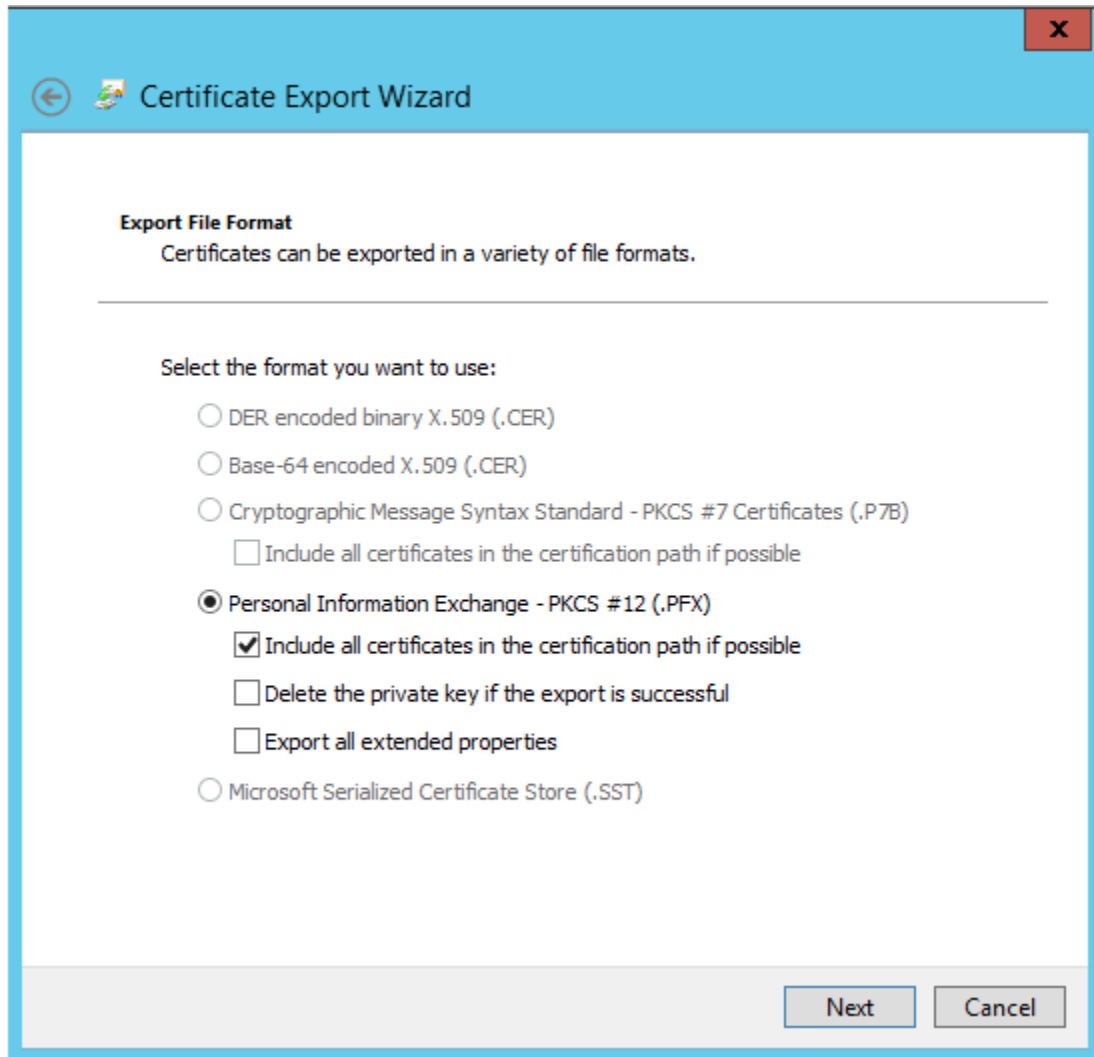 x
Certificate Export Wizard
Export File Format
Certificates can be exported in a variety of file formats.
Select the format you want to use:
DER encoded binary X.509 (.CER)
Base-64 encoded X.509 (.CER)
Cryptographic Message Syntax Standard - PKCS #7 Certificates (.P7B)
Include all certificates in the certification path if possible
Personal Information Exchange - PKCS #12 (.PFX)
Include all certificates in the certification path if possible
Delete the private key if the export is successful
Export all extended properties
Microsoft Serialized Certificate Store (.SST)
Next Cancel